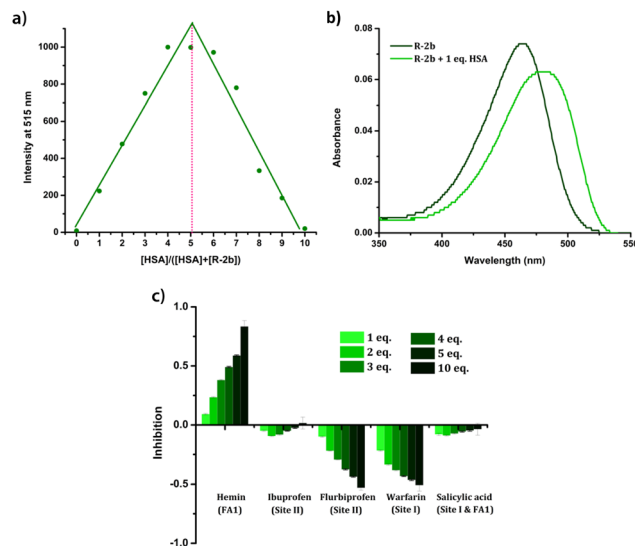 a)
1000
800
600
400
200
0
Intensity at 515 nm
0 1 2 3 4 5 6 7 8 9 10
[HSA]/([HSA]+[R-2b])
b)
R-2b
R-2b + 1 eq. HSA
0.08
0.06
0.04
0.02
0.00
Absorbance
350 400 450 500 550
Wavelength (nm)
c)
1.0
0.5
0.0
-0.5
-1.0
Inhibition
1 eq. 4 eq.
2 eq. 5 eq.
3 eq. 10 eq.
Hemin Ibuprofen Flurbiprofen Warfarin Salicylic acid
(FA1) (Site II) (Site II) (Site I) (Site I & FA1)